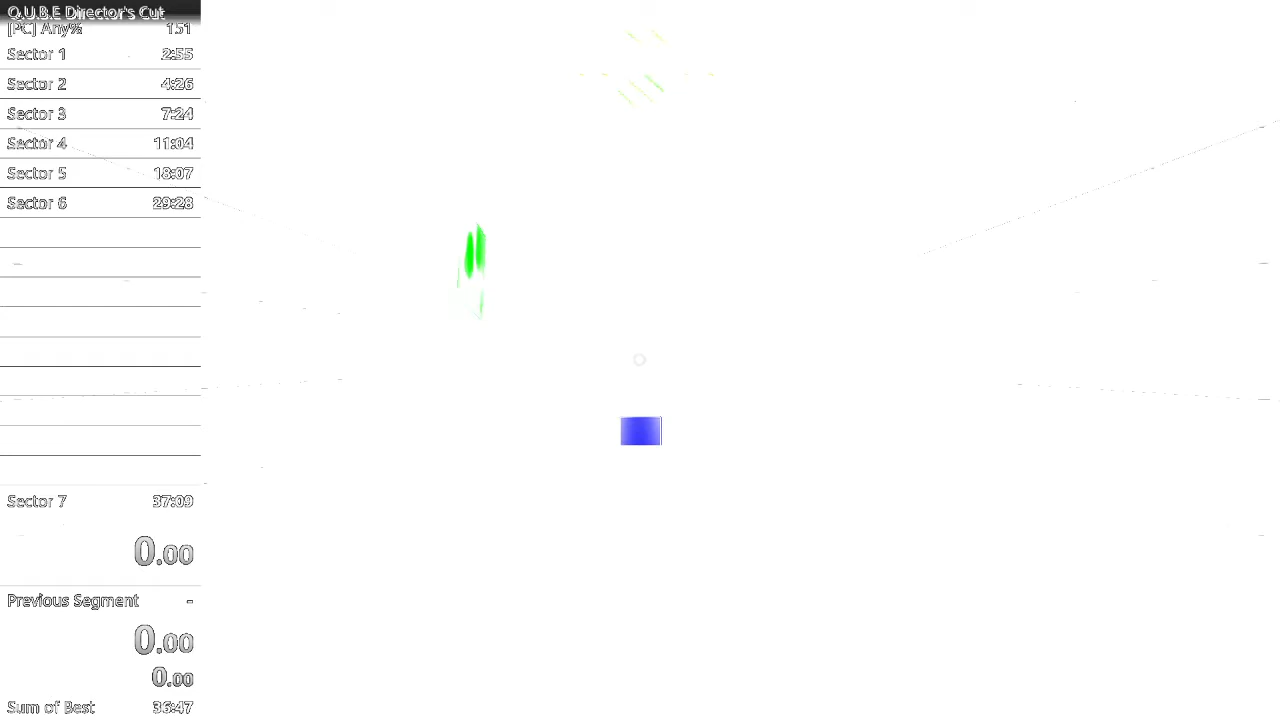 Q.U.B.E Director's Cut
[PC] Any% 151
Sector 1 2:55
Sector 2 4:26
Sector 3 7:24
Sector 4 11:04
Sector 5 18:07
Sector 6 29:28
Sector 7 37:09
0.00
Previous Segment -
0.00
0.00
Sum of Best 36:47